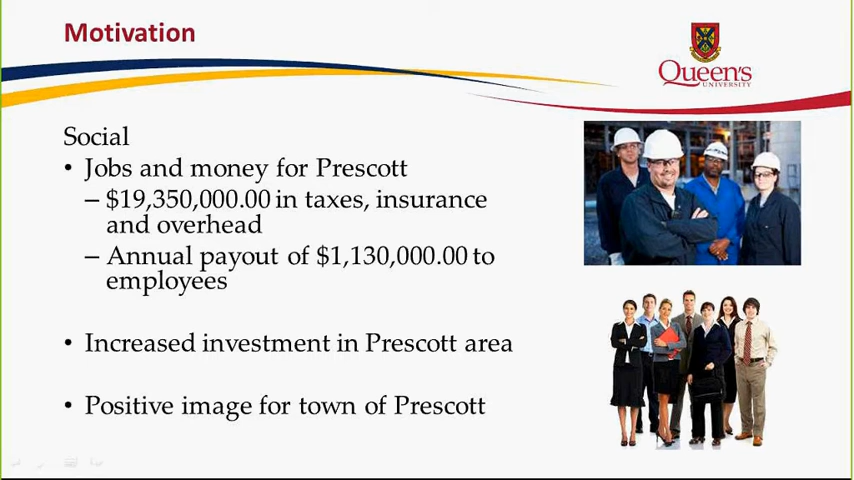 Motivation
Queen's
UNIVERSITY
Social
• Jobs and money for Prescott
– $19,350,000.00 in taxes, insurance
and overhead
– Annual payout of $1,130,000.00 to
employees
• Increased investment in Prescott area
• Positive image for town of Prescott